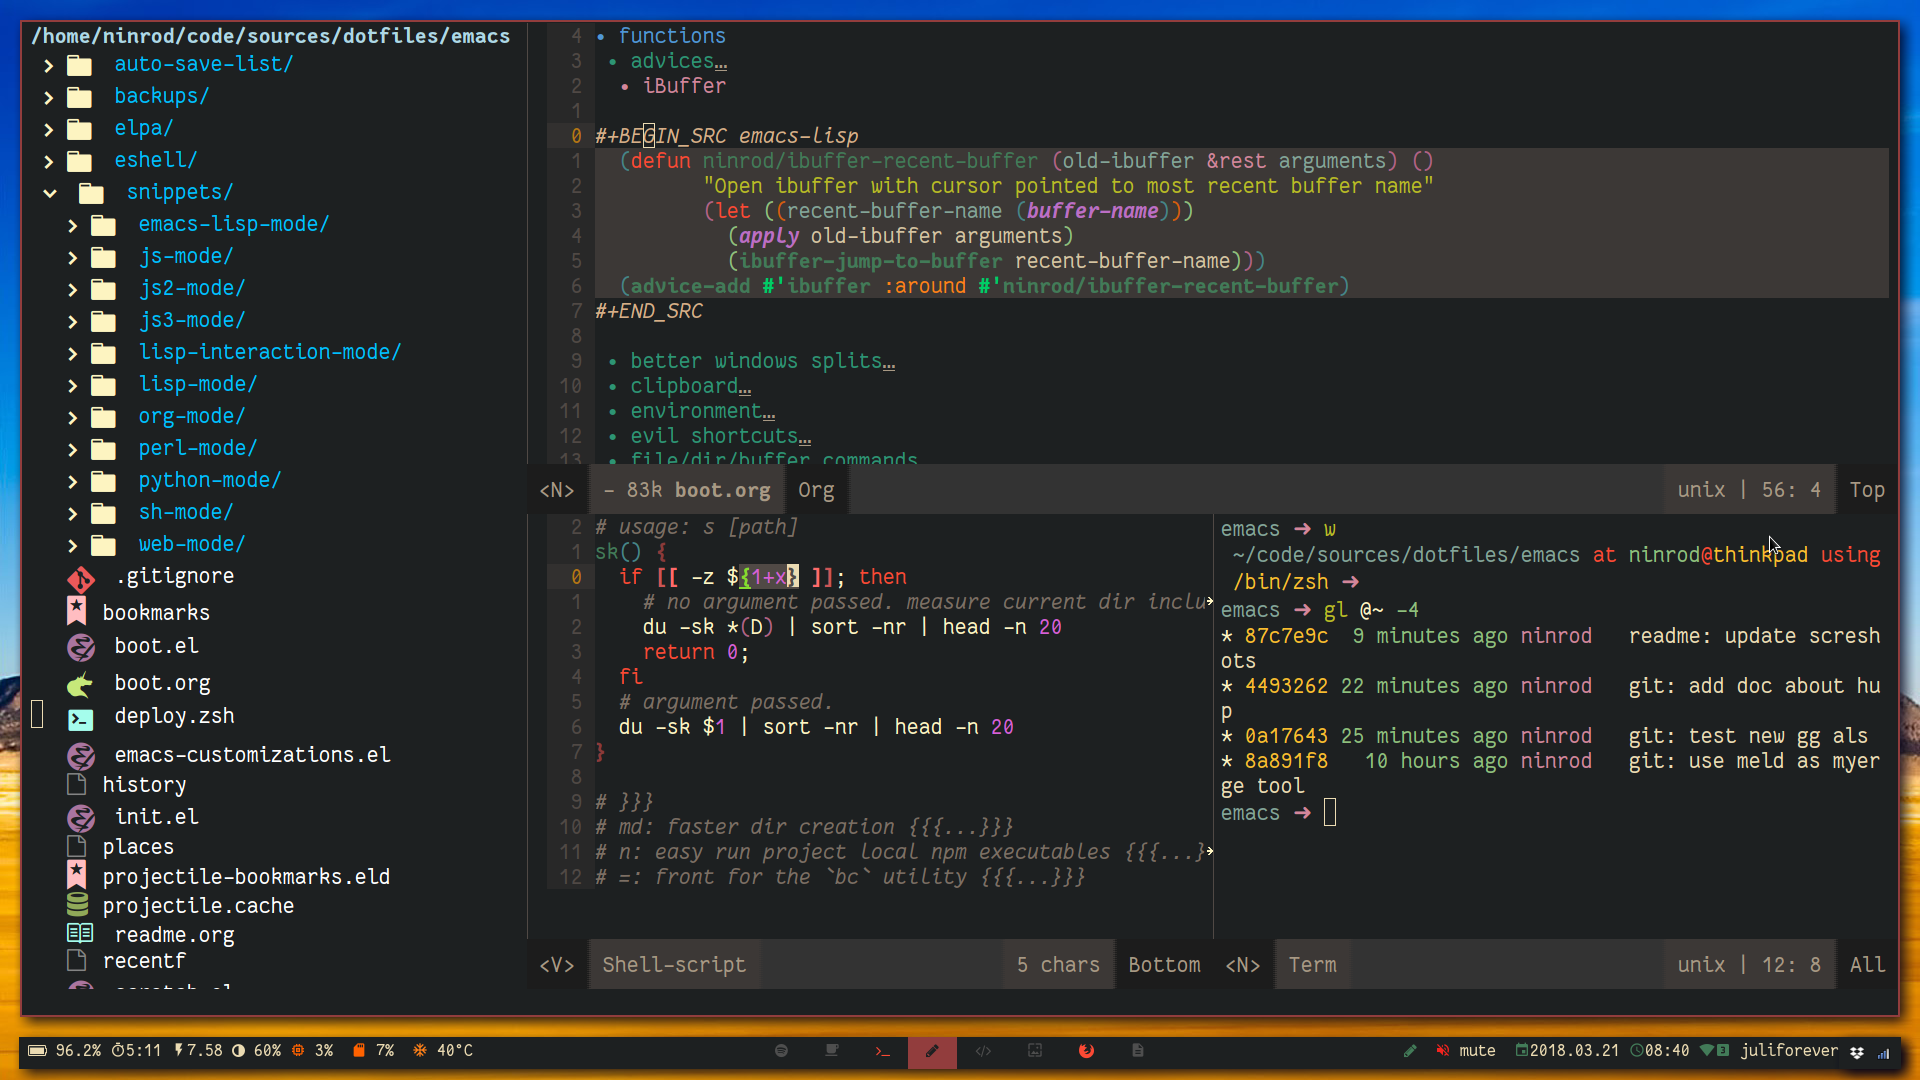 /home/ninrod/code/sources/dotfiles/emacs
auto-save-list/
backups/
elpa/
eshell/
snippets/
emacs-lisp-mode/
js-mode/
js2-mode/
js3-mode/
lisp-interaction-mode/
lisp-mode/
org-mode/
perl-mode/
python-mode/
sh-mode/
web-mode/
.gitignore
bookmarks
boot.el
boot.org
deploy.zsh
emacs-customizations.el
history
init.el
places
projectile-bookmarks.eld
projectile.cache
readme.org
recentf
4 • functions
3 • advices…
2 • iBuffer
1
0 #+BEGIN_SRC emacs-lisp
1 (defun ninrod/ibuffer-recent-buffer (old-ibuffer &rest arguments) ()
2 "Open ibuffer with cursor pointed to most recent buffer name"
3 (let ((recent-buffer-name (buffer-name)))
4 (apply old-ibuffer arguments)
5 (ibuffer-jump-to-buffer recent-buffer-name)))
6 (advice-add #'ibuffer :around #'ninrod/ibuffer-recent-buffer)
7 #+END_SRC
8
9 • better windows splits…
10 • clipboard…
11 • environment…
12 • evil shortcuts…
13 • file/dir/buffer commands
<N> - 83k boot.org Org unix | 56: 4 Top
2 # usage: s [path]
1 sk() {
0 if [[ -z ${1+x} ]]; then
1 # no argument passed. measure current dir inclu
2 du -sk *(D) | sort -nr | head -n 20
3 return 0;
4 fi
5 # argument passed.
6 du -sk $1 | sort -nr | head -n 20
7 }
8
9 # }}}
10 # md: faster dir creation {{{...}}}
11 # n: easy run project local npm executables {{{...}
12 # =: front for the `bc` utility {{{...}}}
<V> Shell-script 5 chars Bottom
emacs ➜ w
~/code/sources/dotfiles/emacs at ninrod@thinkpad using
/bin/zsh ➜
emacs ➜ gl @~ -4
* 87c7e9c 9 minutes ago ninrod readme: update scresh
ots
* 4493262 22 minutes ago ninrod git: add doc about hu
p
* 0a17643 25 minutes ago ninrod git: test new gg als
* 8a891f8 10 hours ago ninrod git: use meld as myer
ge tool
emacs ➜
<N> Term unix | 12: 8 All
96.2% 5:11 7.58 60% 3% 7% 40°C mute 2018.03.21 08:40 3 juliforever